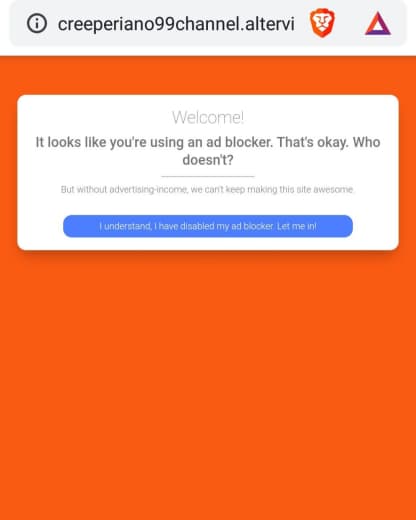 creeperiano99channel.altervi
Welcome!
It looks like you're using an ad blocker. That's okay. Who
doesn't?
But without advertising-income, we can't keep making this site awesome.
I understand, I have disabled my ad blocker. Let me in!